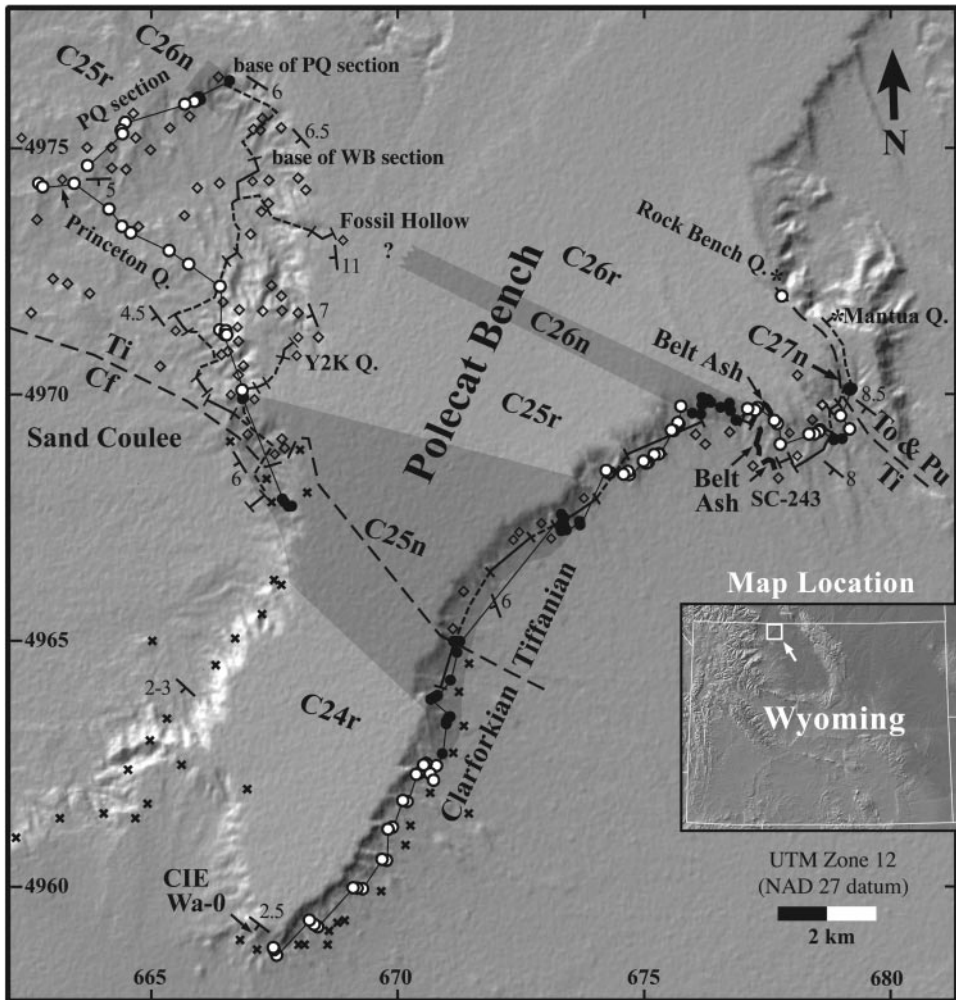 C26n
C25r
PQ section
base of PQ section
6
6.5
4975
base of WB section
5
Princeton Q.
Fossil Hollow
?
11
N
Rock Bench Q.*
*Mantua Q.
C26r
C26n
C27n
Belt Ash
4.5
7
Y2K Q.
Ti
Cf
Polecat Bench
C25r
4970
8.5
Sand Coulee
To & Pu
Ti
Belt
Ash
SC-243
8
6
C25n
6
Tiffanian
Clarforkian
Map Location
4965
2-3
C24r
Wyoming
UTM Zone 12
(NAD 27 datum)
2 km
4960
CIE
Wa-0
2.5
665
670
675
680